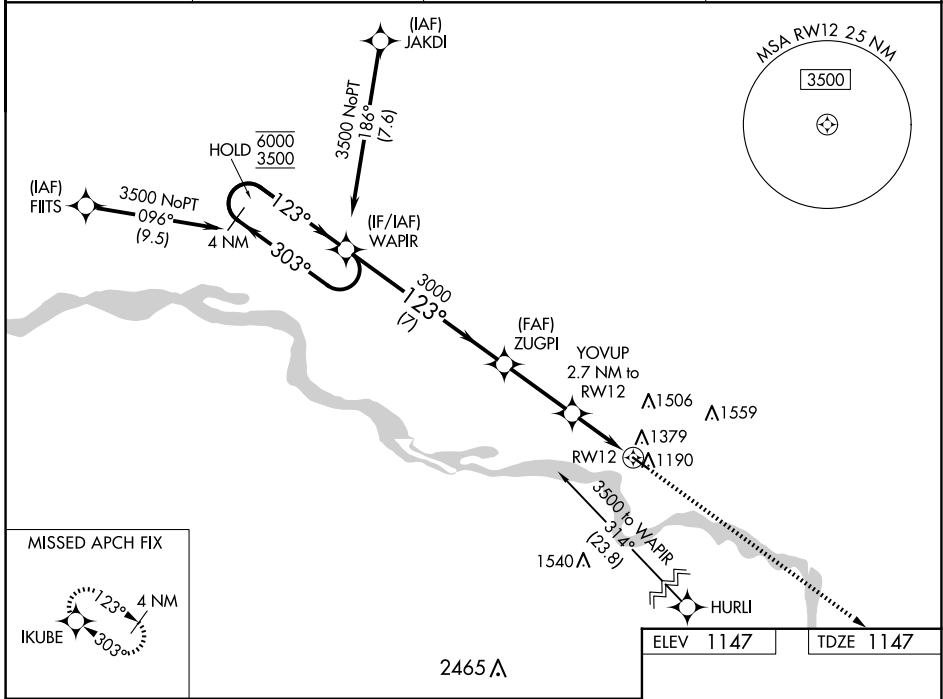 (IAF)
JAKDI
MSA RW12 25 NM
3500
3500 NoPT
186°
(7.6)
HOLD
6000
3500
(IAF)
FIITS
3500 NoPT
096°
(9.5)
4 NM
123°
303°
(IF/IAF)
WAPIR
3000
123°
(7)
(FAF)
ZUGPI
YOVUP
2.7 NM to
RW12
1506
1559
1379
RW12
1190
3500 to WAPIR
314°
(23.8)
1540
HURLI
MISSED APCH FIX
123°
4 NM
IKUBE
303°
2465
ELEV 1147
TDZE 1147